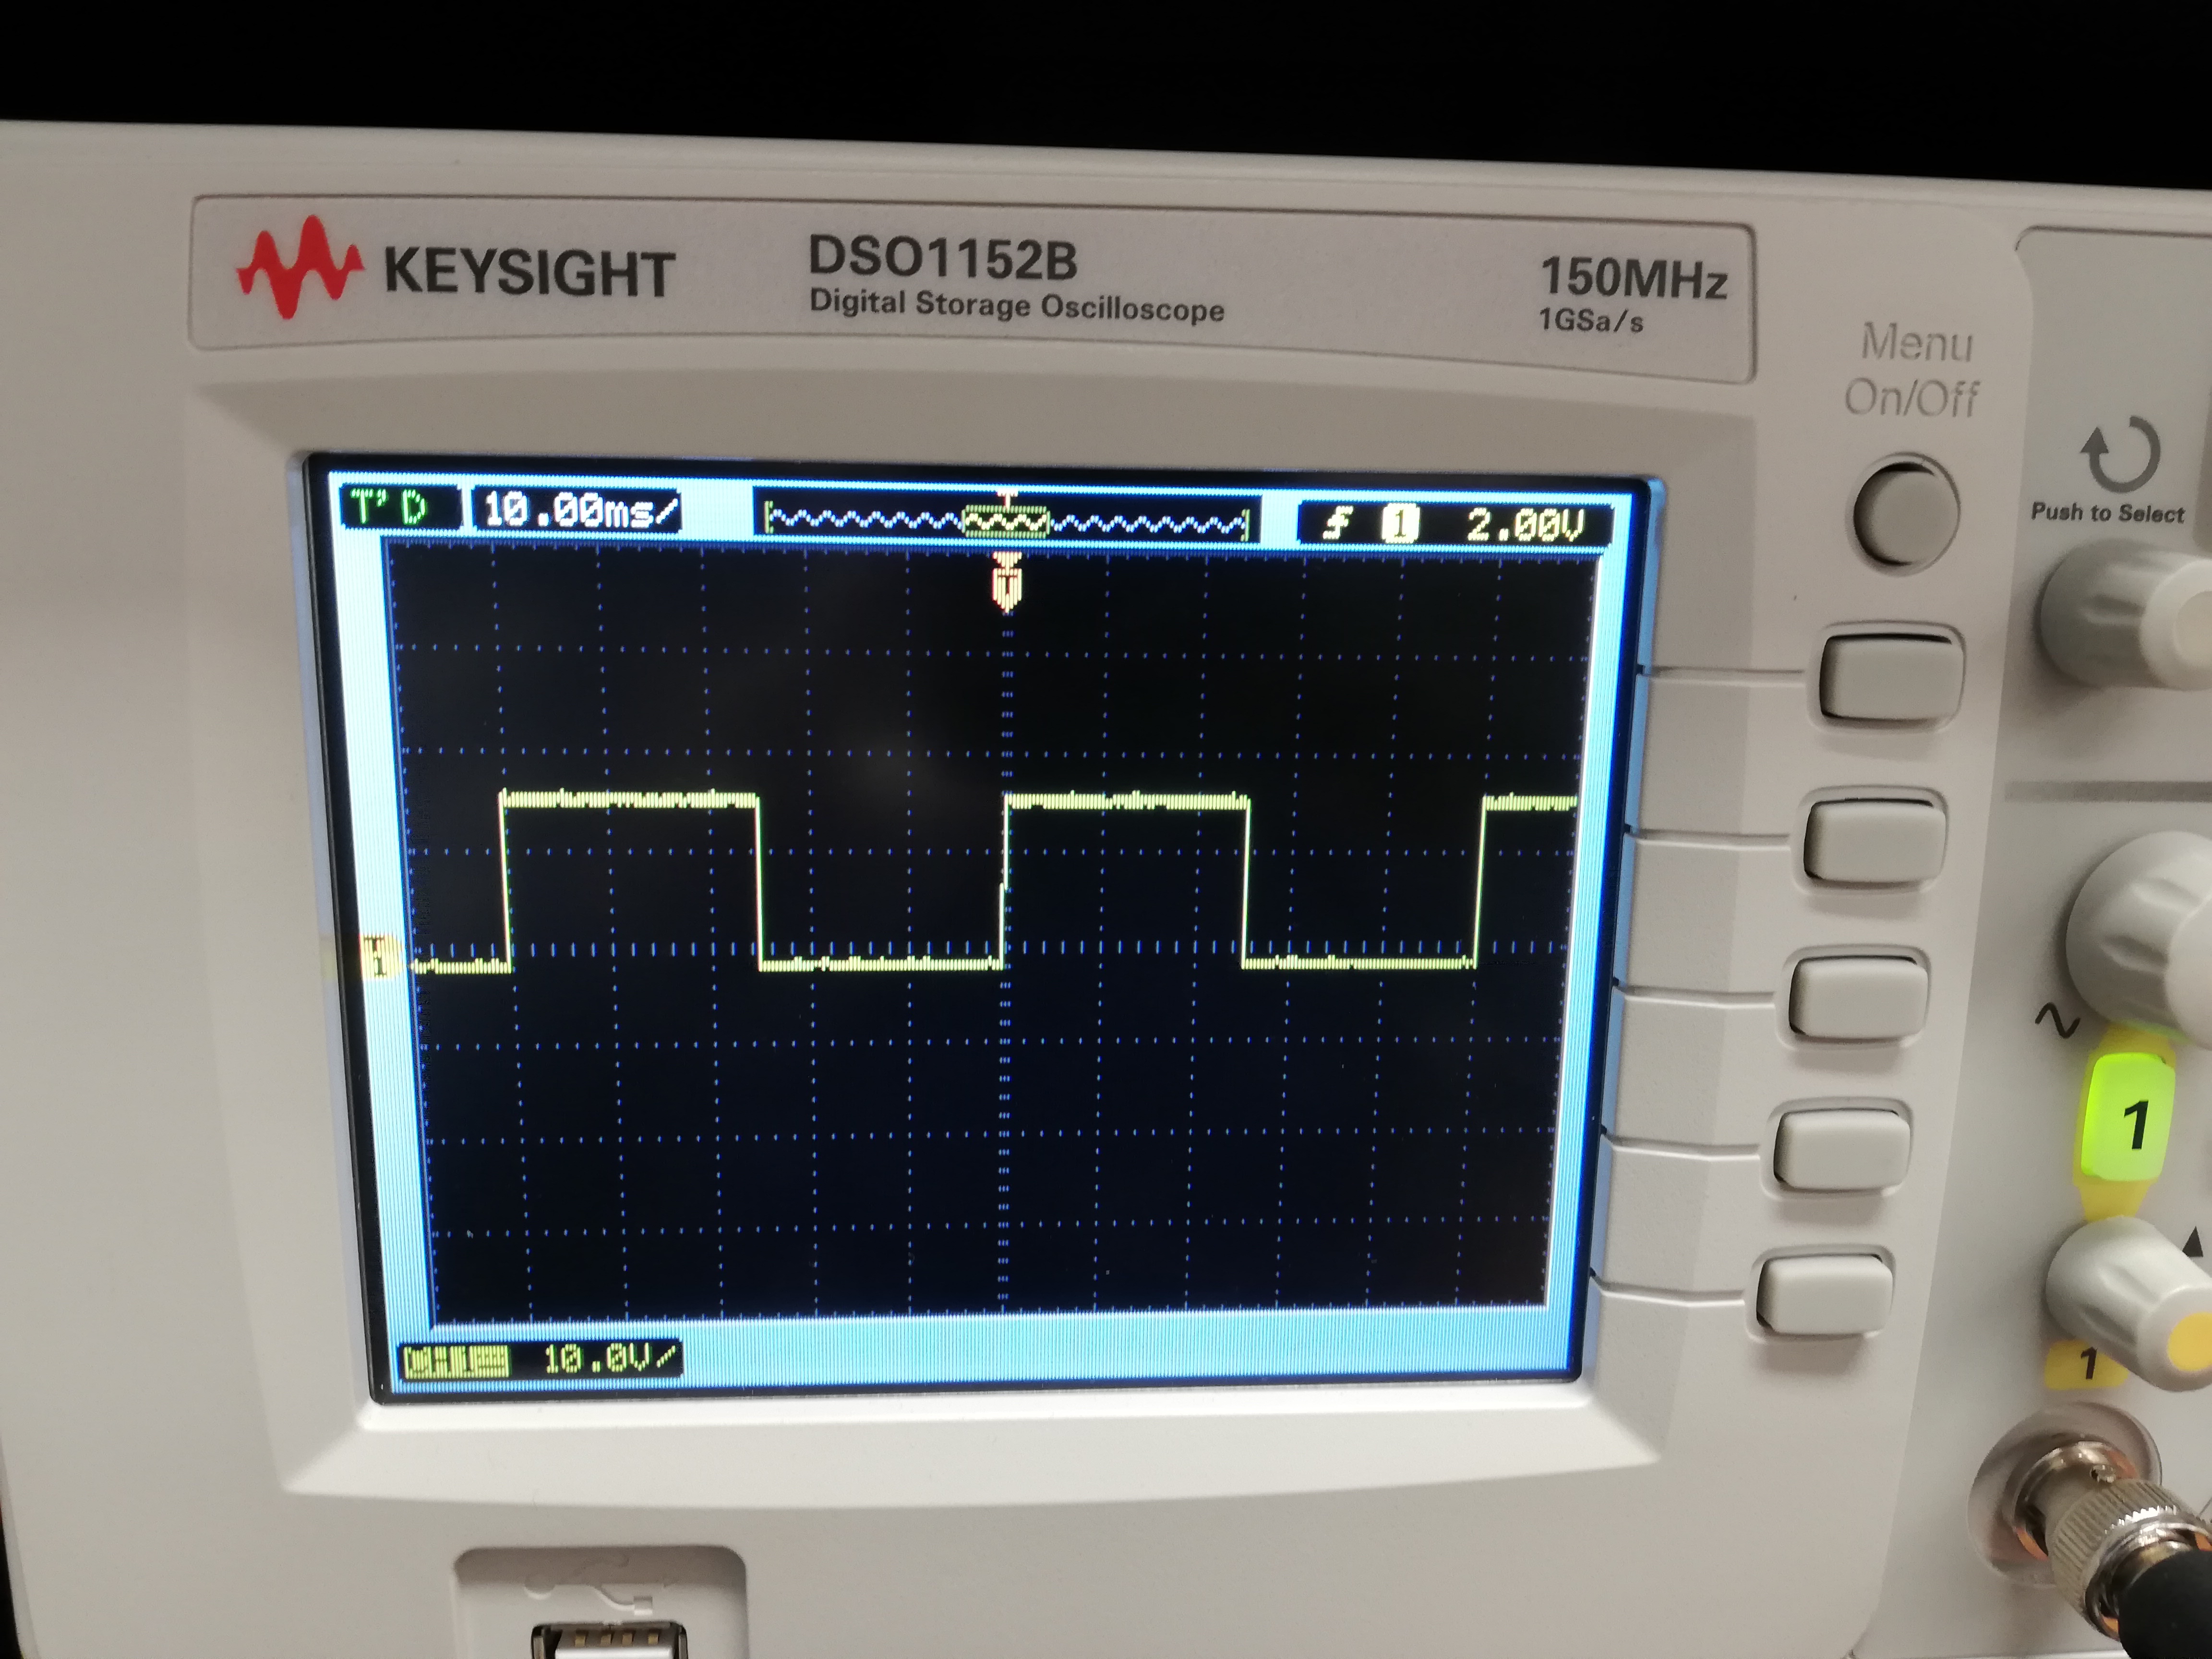 KEYSIGHT
DSO1152B
Digital Storage Oscilloscope
150MHz
1GSa/s
Menu
On/Off
Push to Select
T'D
10.00ms/
T
1
2.00V
T
1
10.0V/
1
1